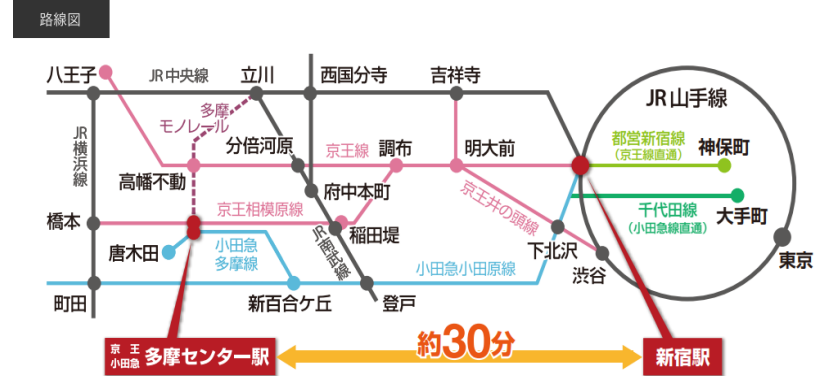 路線図
八王子
JR中央線
立川
西国分寺
吉祥寺
JR山手線
多摩
モノレール
JR横浜線
分倍河原
京王線
調布
明大前
都営新宿線
(京王線直通)
神保町
高幡不動
府中本町
京王井の頭線
千代田線
(小田急線直通)
大手町
橋本
京王相模原線
稲田堤
JR南武線
下北沢
渋谷
東京
唐木田
小田急
多摩線
小田急小田原線
町田
新百合ケ丘
登戸
約30分
京王
小田急
多摩センター駅
新宿駅